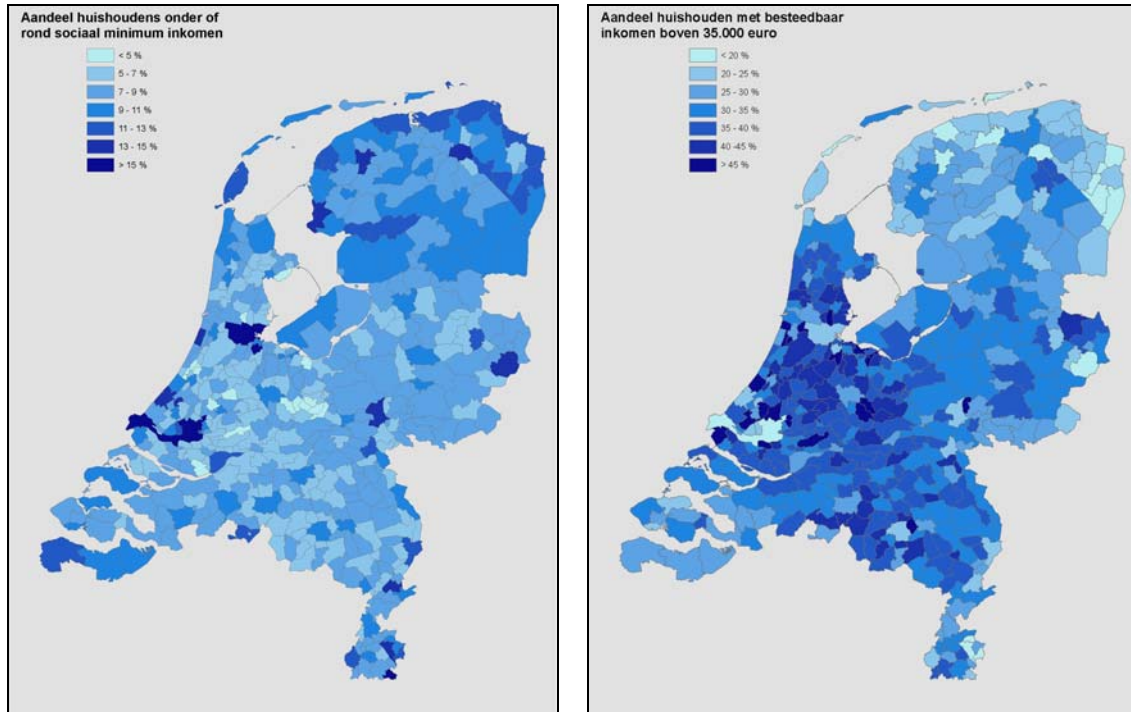 Aandeel huishoudens onder of
rond sociaal minimum inkomen
< 5 %
5 - 7 %
7 - 9 %
9 - 11 %
11 - 13 %
13 - 15 %
> 15 %
Aandeel huishouden met besteedbaar
inkomen boven 35.000 euro
< 20 %
20 - 25 %
25 - 30 %
30 - 35 %
35 - 40 %
40 -45 %
> 45 %